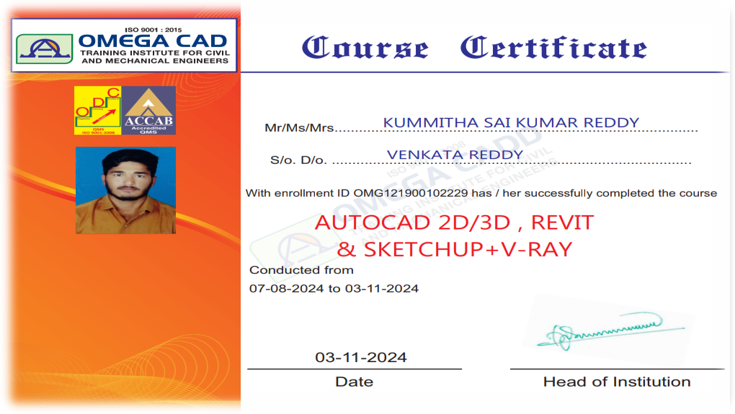 ISO 9001 : 2015
OMEGA CAD
TRAINING INSTITUTE FOR CIVIL
AND MECHANICAL ENGINEERS
Course Certificate
ODC
QMS
ISO 9001:2008
ACCAB
Accredited
QMS
Mr/Ms/Mrs. KUMMITHA SAI KUMAR REDDY
S/o. D/o. VENKATA REDDY
With enrollment ID OMG121900102229 has / her successfully completed the course
AUTOCAD 2D/3D , REVIT
& SKETCHUP+V-RAY
Conducted from
07-08-2024 to 03-11-2024
03-11-2024
Date
Head of Institution